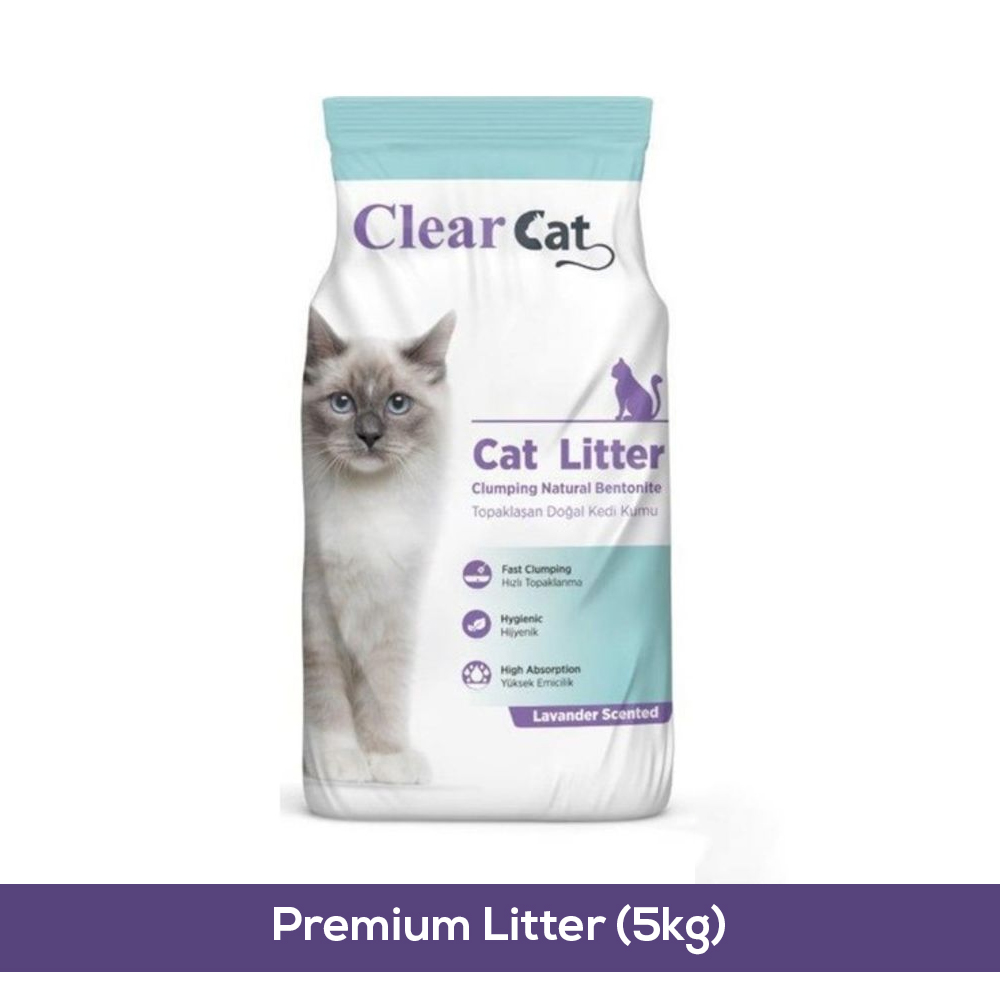 Clear Cat
Cat Litter
Clumping Natural Bentonite
Topaklaşan Doğal Kedi Kumu
Fast Clumping
Hızlı Topaklanma
Hygienic
Hijyenik
High Absorption
Yüksek Emicilik
Lavander Scented
Premium Litter (5kg)